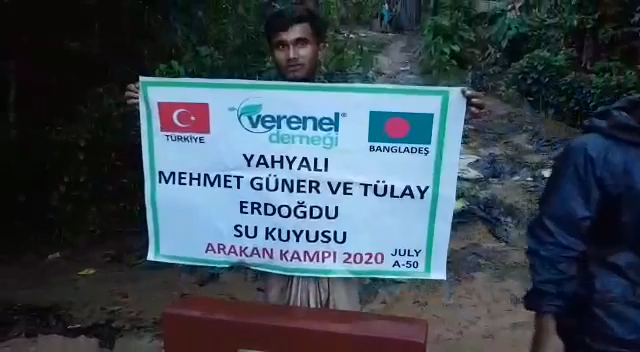 verenel®
derneği
TÜRKİYE
BANGLADEŞ
YAHYALI
MEHMET GÜNER VE TÜLAY
ERDOĞDU
SU KUYUSU
ARAKAN KAMPI 2020
JULY
A-50